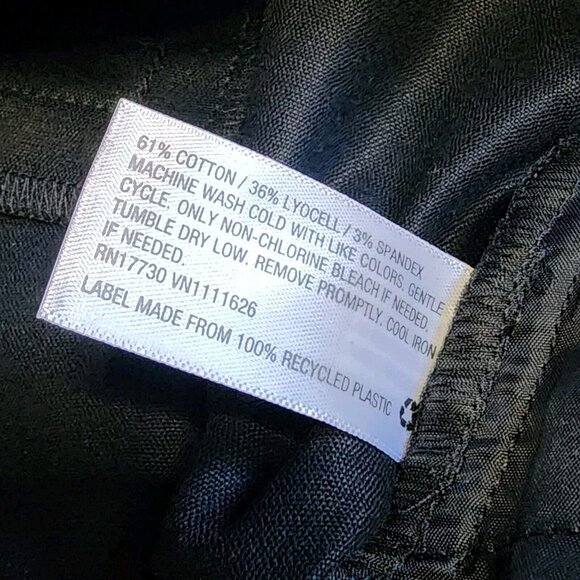 61% COTTON / 36% LYOCELL / 3% SPANDEX
MACHINE WASH COLD WITH LIKE COLORS, GENTLE
CYCLE. ONLY NON-CHLORINE BLEACH IF NEEDED.
TUMBLE DRY LOW. REMOVE PROMPTLY. COOL IRON
IF NEEDED.
RN17730 VN1111626
LABEL MADE FROM 100% RECYCLED PLASTIC